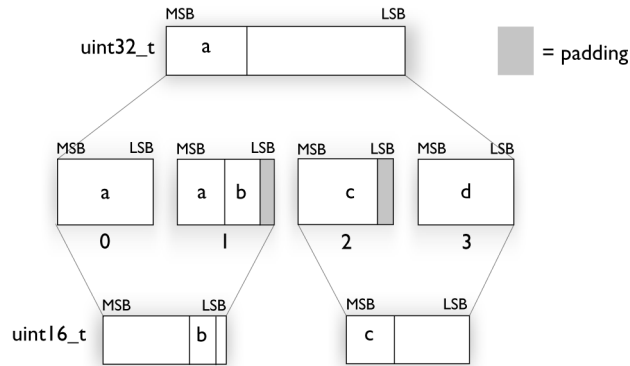 MSB LSB
uint32_t a = padding
MSB LSB MSB LSB MSB LSB MSB LSB
a a b c d
0 1 2 3
MSB LSB MSB LSB
uint16_t b c